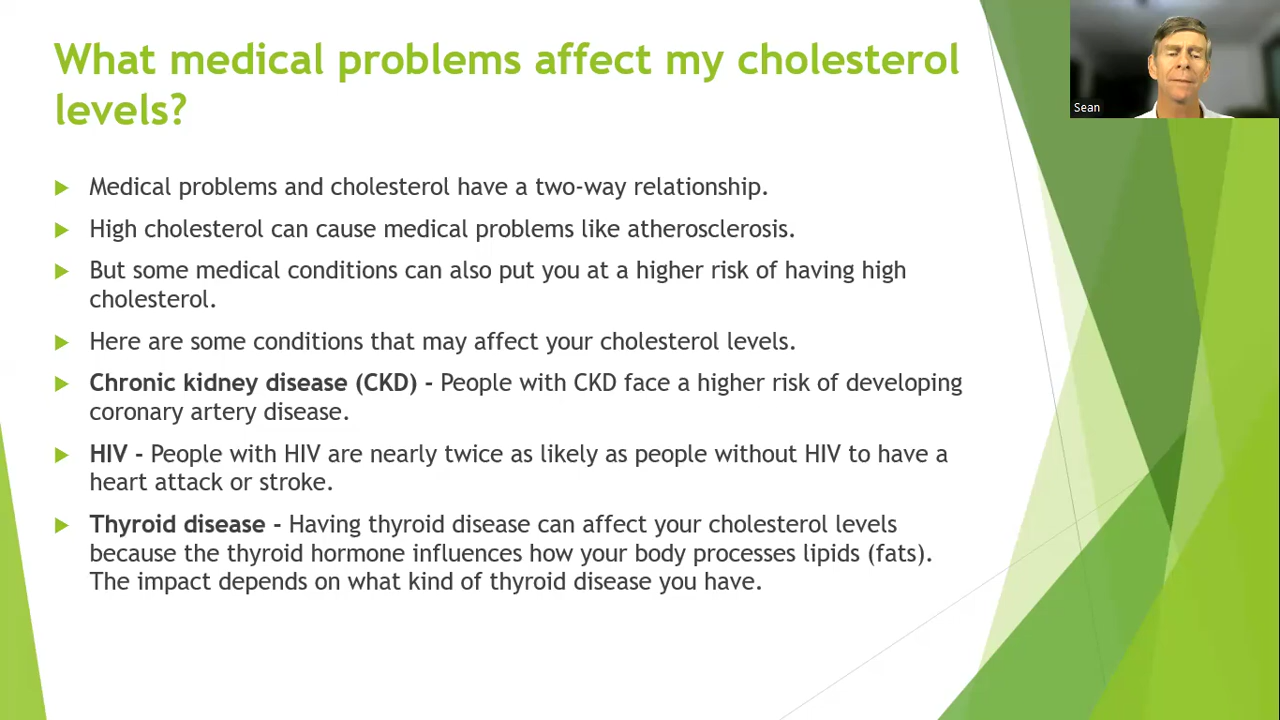 What medical problems affect my cholesterol
levels?
Medical problems and cholesterol have a two-way relationship.
High cholesterol can cause medical problems like atherosclerosis.
But some medical conditions can also put you at a higher risk of having high
cholesterol.
Here are some conditions that may affect your cholesterol levels.
Chronic kidney disease (CKD) - People with CKD face a higher risk of developing
coronary artery disease.
HIV - People with HIV are nearly twice as likely as people without HIV to have a
heart attack or stroke.
Thyroid disease - Having thyroid disease can affect your cholesterol levels
because the thyroid hormone influences how your body processes lipids (fats).
The impact depends on what kind of thyroid disease you have.
Sean